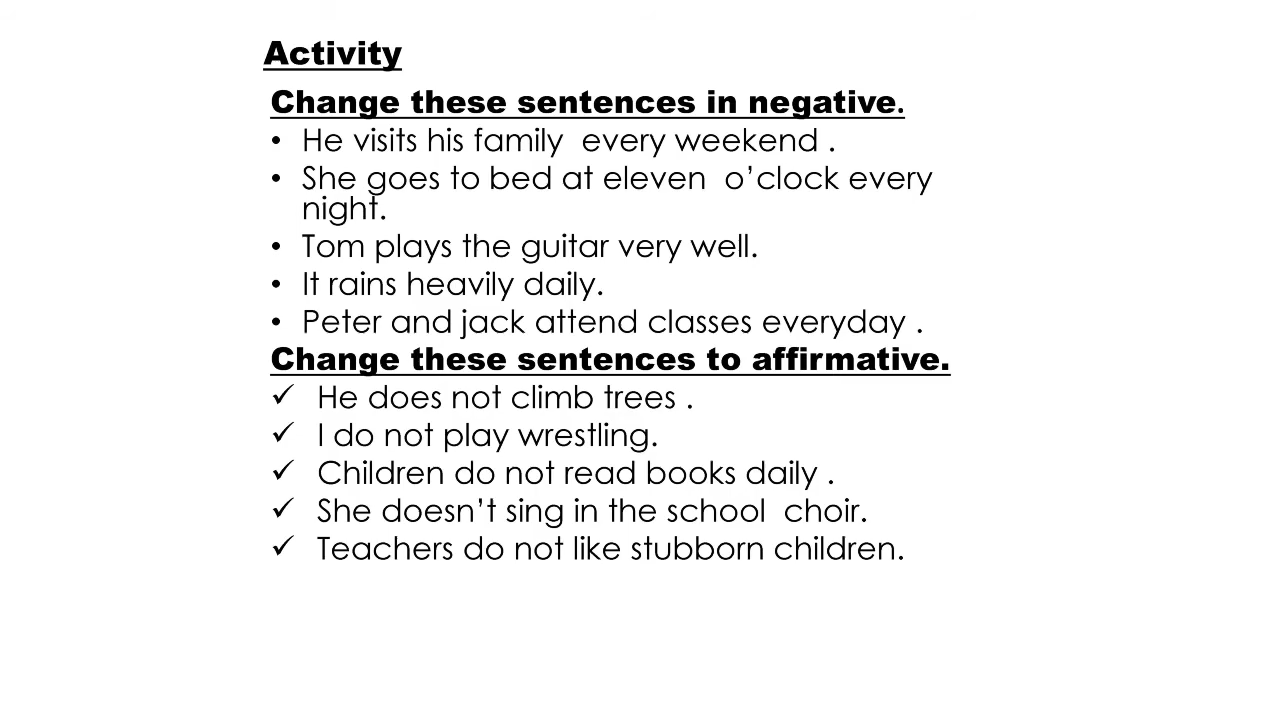 Activity
Change these sentences in negative.
• He visits his family  every weekend .
• She goes to bed at eleven  o’clock every
night.
• Tom plays the guitar very well.
• It rains heavily daily.
• Peter and jack attend classes everyday .
Change these sentences to affirmative.
✓ He does not climb trees .
✓ I do not play wrestling.
✓ Children do not read books daily .
✓ She doesn’t sing in the school  choir.
✓ Teachers do not like stubborn children.